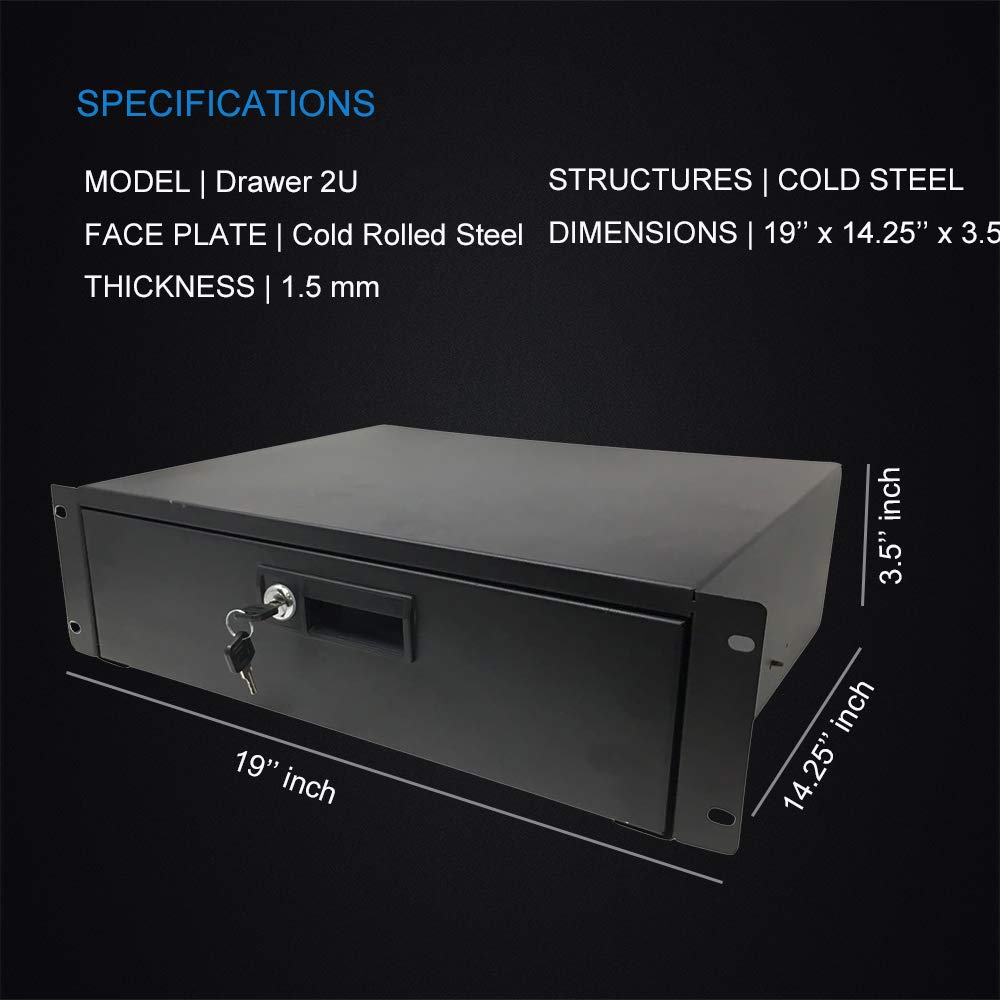 SPECIFICATIONS
MODEL | Drawer 2U
FACE PLATE | Cold Rolled Steel
THICKNESS | 1.5 mm
STRUCTURES | COLD STEEL
DIMENSIONS | 19’’ x 14.25’’ x 3.5
3.5’’ inch
14.25’’ inch
19’’ inch